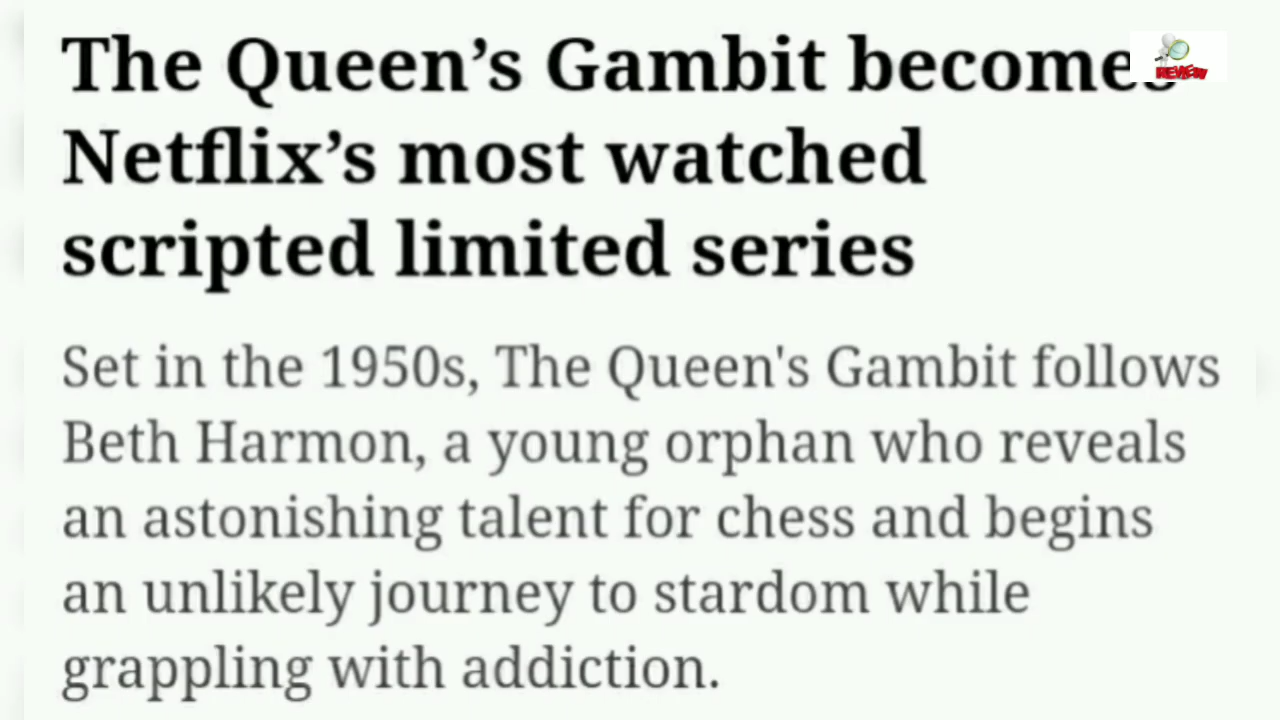 The Queen’s Gambit becomes
Netflix’s most watched
scripted limited series
Set in the 1950s, The Queen's Gambit follows
Beth Harmon, a young orphan who reveals
an astonishing talent for chess and begins
an unlikely journey to stardom while
grappling with addiction.
REVIEW